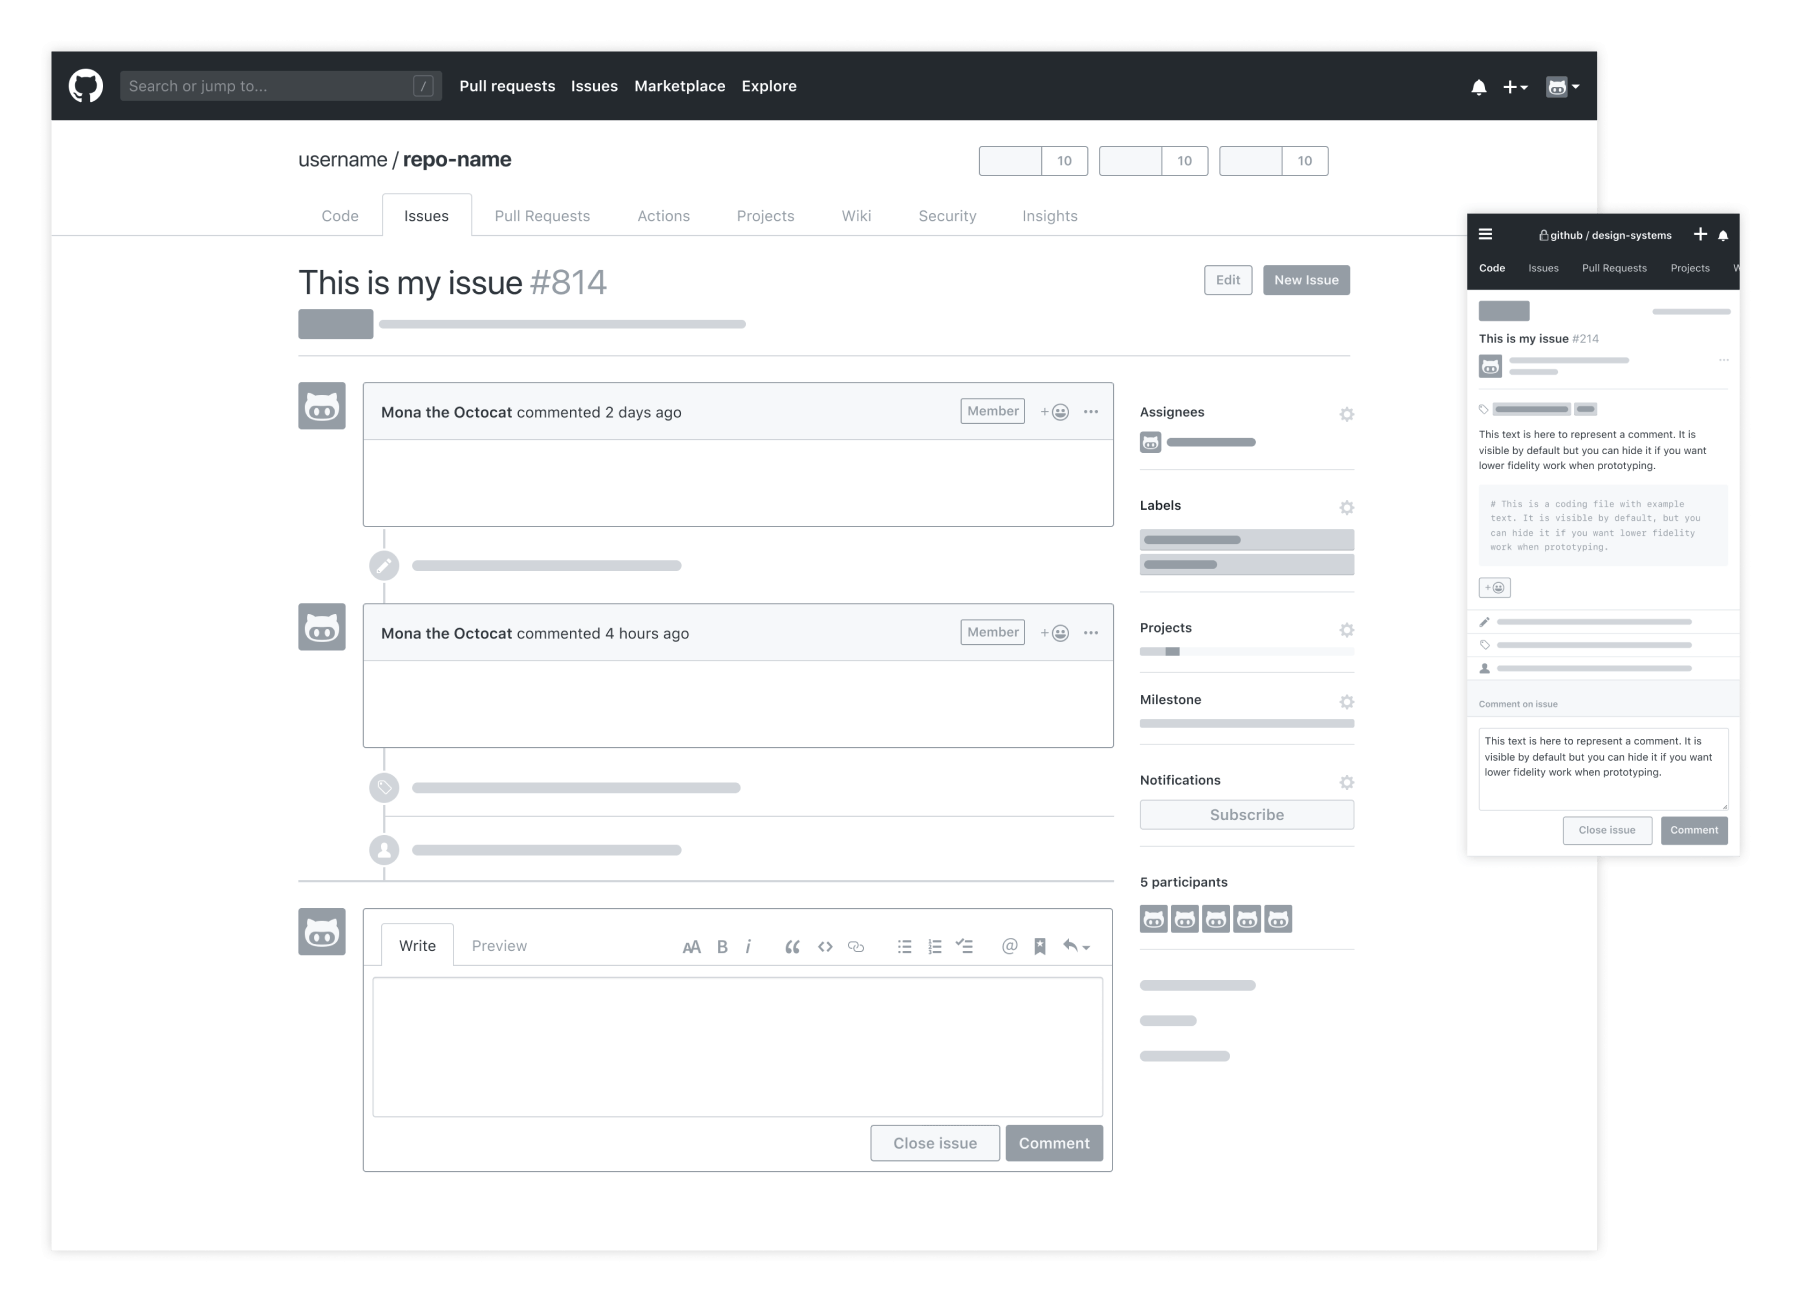 Search or jump to... /
Pull requests Issues Marketplace Explore
username / repo-name
10 10 10
Code Issues Pull Requests Actions Projects Wiki Security Insights
This is my issue #814
Edit New Issue
Mona the Octocat commented 2 days ago
Member
Mona the Octocat commented 4 hours ago
Member
Write Preview
AA B i
@
Close issue Comment
Assignees
Labels
Projects
Milestone
Notifications
Subscribe
5 participants
github / design-systems
Code Issues Pull Requests Projects W
This is my issue #214
This text is here to represent a comment. It is
visible by default but you can hide it if you want
lower fidelity work when prototyping.
# This is a coding file with example
text. It is visible by default, but you
can hide it if you want lower fidelity
work when prototyping.
Comment on issue
This text is here to represent a comment. It is
visible by default but you can hide it if you want
lower fidelity work when prototyping.
Close issue Comment